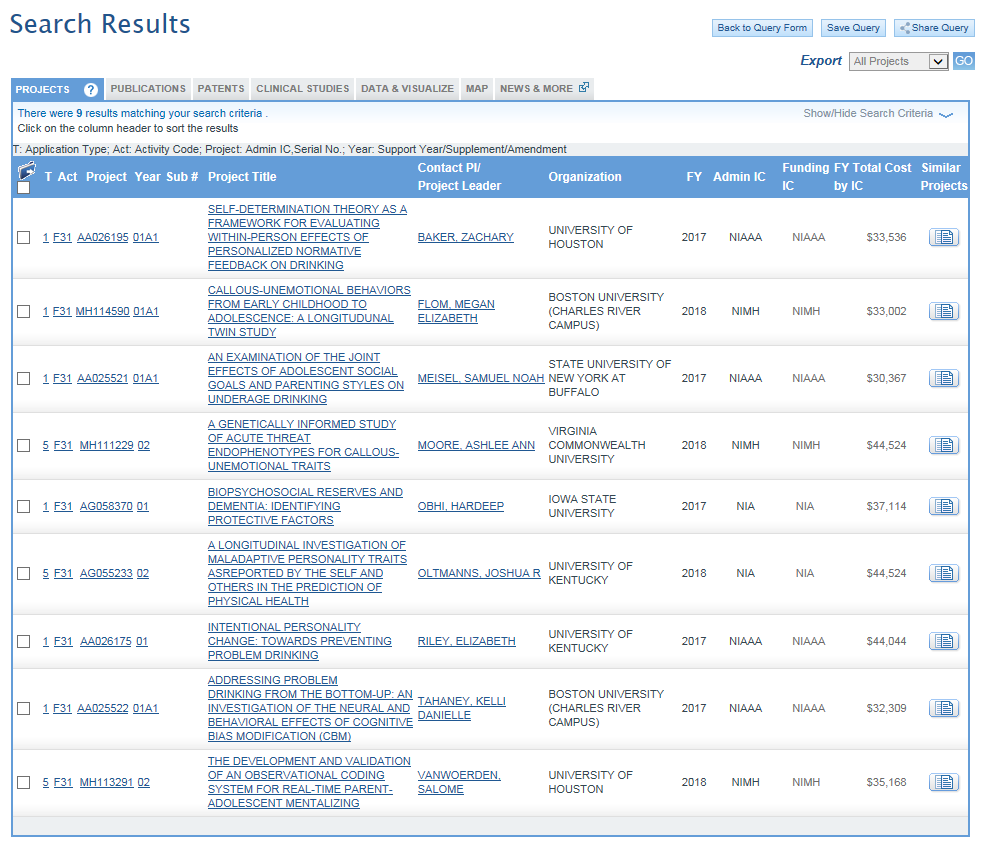 Search Results
Back to Query Form
Save Query
Share Query
Export
All Projects
GO
PROJECTS ?
PUBLICATIONS
PATENTS
CLINICAL STUDIES
DATA & VISUALIZE
MAP
NEWS & MORE
There were 9 results matching your search criteria .
Show/Hide Search Criteria
Click on the column header to sort the results
T: Application Type; Act: Activity Code; Project: Admin IC,Serial No.; Year: Support Year/Supplement/Amendment
T Act Project Year Sub # Project Title
Contact PI/
Project Leader
Organization
FY
Admin IC
Funding
IC
FY Total Cost
by IC
Similar
Projects
1 F31 AA026195 01A1
SELF-DETERMINATION THEORY AS A
FRAMEWORK FOR EVALUATING
WITHIN-PERSON EFFECTS OF
PERSONALIZED NORMATIVE
FEEDBACK ON DRINKING
BAKER, ZACHARY
UNIVERSITY OF
HOUSTON
2017 NIAAA NIAAA $33,536
1 F31 MH114590 01A1
CALLOUS-UNEMOTIONAL BEHAVIORS
FROM EARLY CHILDHOOD TO
ADOLESCENCE: A LONGITUDUNAL
TWIN STUDY
FLOM, MEGAN
ELIZABETH
BOSTON UNIVERSITY
(CHARLES RIVER
CAMPUS)
2018 NIMH NIMH $33,002
1 F31 AA025521 01A1
AN EXAMINATION OF THE JOINT
EFFECTS OF ADOLESCENT SOCIAL
GOALS AND PARENTING STYLES ON
UNDERAGE DRINKING
MEISEL, SAMUEL NOAH
STATE UNIVERSITY OF
NEW YORK AT
BUFFALO
2017 NIAAA NIAAA $30,367
5 F31 MH111229 02
A GENETICALLY INFORMED STUDY
OF ACUTE THREAT
ENDOPHENOTYPES FOR CALLOUS-
UNEMOTIONAL TRAITS
MOORE, ASHLEE ANN
VIRGINIA
COMMONWEALTH
UNIVERSITY
2018 NIMH NIMH $44,524
1 F31 AG058370 01
BIOPSYCHOSOCIAL RESERVES AND
DEMENTIA: IDENTIFYING
PROTECTIVE FACTORS
OBHI, HARDEEP
IOWA STATE
UNIVERSITY
2017 NIA NIA $37,114
5 F31 AG055233 02
A LONGITUDINAL INVESTIGATION OF
MALADAPTIVE PERSONALITY TRAITS
ASREPORTED BY THE SELF AND
OTHERS IN THE PREDICTION OF
PHYSICAL HEALTH
OLTMANNS, JOSHUA R
UNIVERSITY OF
KENTUCKY
2018 NIA NIA $44,524
1 F31 AA026175 01
INTENTIONAL PERSONALITY
CHANGE: TOWARDS PREVENTING
PROBLEM DRINKING
RILEY, ELIZABETH
UNIVERSITY OF
KENTUCKY
2017 NIAAA NIAAA $44,044
1 F31 AA025522 01A1
ADDRESSING PROBLEM
DRINKING FROM THE BOTTOM-UP: AN
INVESTIGATION OF THE NEURAL AND
BEHAVIORAL EFFECTS OF COGNITIVE
BIAS MODIFICATION (CBM)
TAHANEY, KELLI
DANIELLE
BOSTON UNIVERSITY
(CHARLES RIVER
CAMPUS)
2017 NIAAA NIAAA $32,309
5 F31 MH113291 02
THE DEVELOPMENT AND VALIDATION
OF AN OBSERVATIONAL CODING
SYSTEM FOR REAL-TIME PARENT-
ADOLESCENT MENTALIZING
VANWOERDEN,
SALOME
UNIVERSITY OF
HOUSTON
2018 NIMH NIMH $35,168